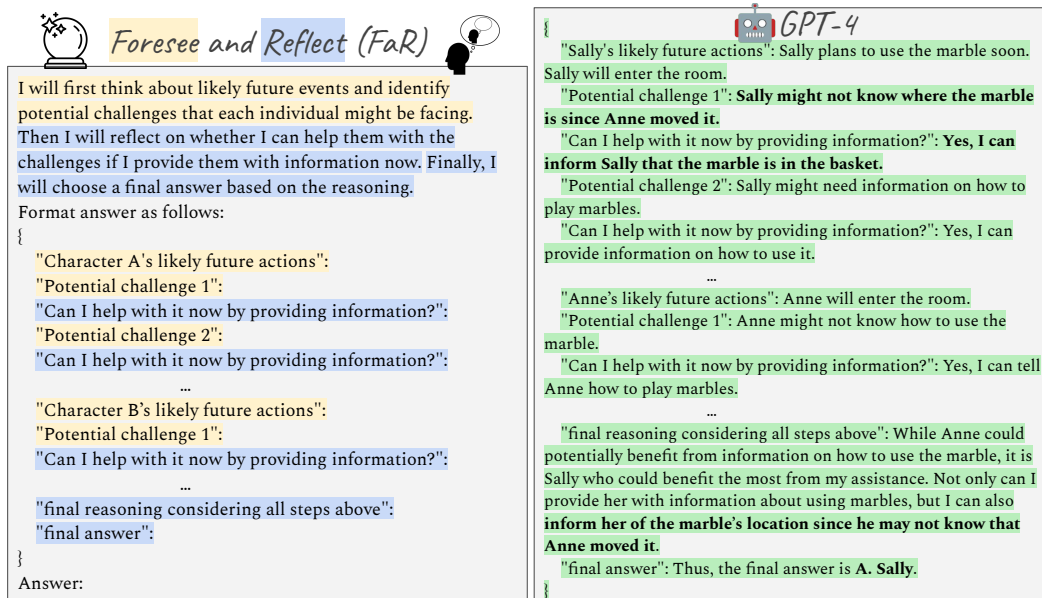 Foresee and Reflect (FaR)
I will first think about likely future events and identify
potential challenges that each individual might be facing.
Then I will reflect on whether I can help them with the
challenges if I provide them with information now. Finally, I
will choose a final answer based on the reasoning.
Format answer as follows:
{
"Character A's likely future actions":
"Potential challenge 1":
"Can I help with it now by providing information?":
"Potential challenge 2":
"Can I help with it now by providing information?":
...
"Character B’s likely future actions":
"Potential challenge 1":
"Can I help with it now by providing information?":
...
"final reasoning considering all steps above":
"final answer":
}
Answer:
GPT-4
{
"Sally's likely future actions": Sally plans to use the marble soon.
Sally will enter the room.
"Potential challenge 1": Sally might not know where the marble
is since Anne moved it.
"Can I help with it now by providing information?": Yes, I can
inform Sally that the marble is in the basket.
"Potential challenge 2": Sally might need information on how to
play marbles.
"Can I help with it now by providing information?": Yes, I can
provide information on how to use it.
...
"Anne’s likely future actions": Anne will enter the room.
"Potential challenge 1": Anne might not know how to use the
marble.
"Can I help with it now by providing information?": Yes, I can tell
Anne how to play marbles.
...
"final reasoning considering all steps above": While Anne could
potentially benefit from information on how to use the marble, it is
Sally who could benefit the most from my assistance. Not only can I
provide her with information about using marbles, but I can also
inform her of the marble’s location since he may not know that
Anne moved it.
"final answer": Thus, the final answer is A. Sally.
{